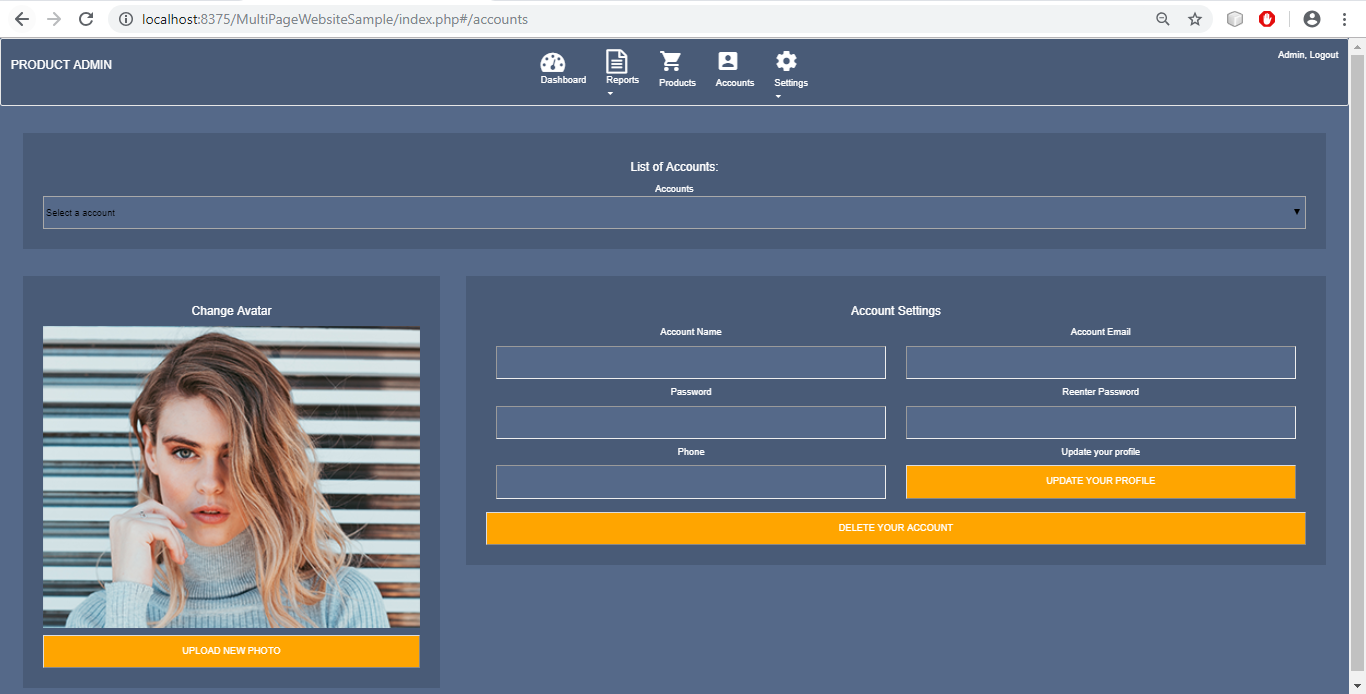 localhost:8375/MultiPageWebsiteSample/index.php#/accounts
PRODUCT ADMIN
Dashboard
Reports
Products
Accounts
Settings
Admin, Logout
List of Accounts:
Accounts
Select a account
Change Avatar
UPLOAD NEW PHOTO
Account Settings
Account Name
Account Email
Password
Reenter Password
Phone
Update your profile
UPDATE YOUR PROFILE
DELETE YOUR ACCOUNT